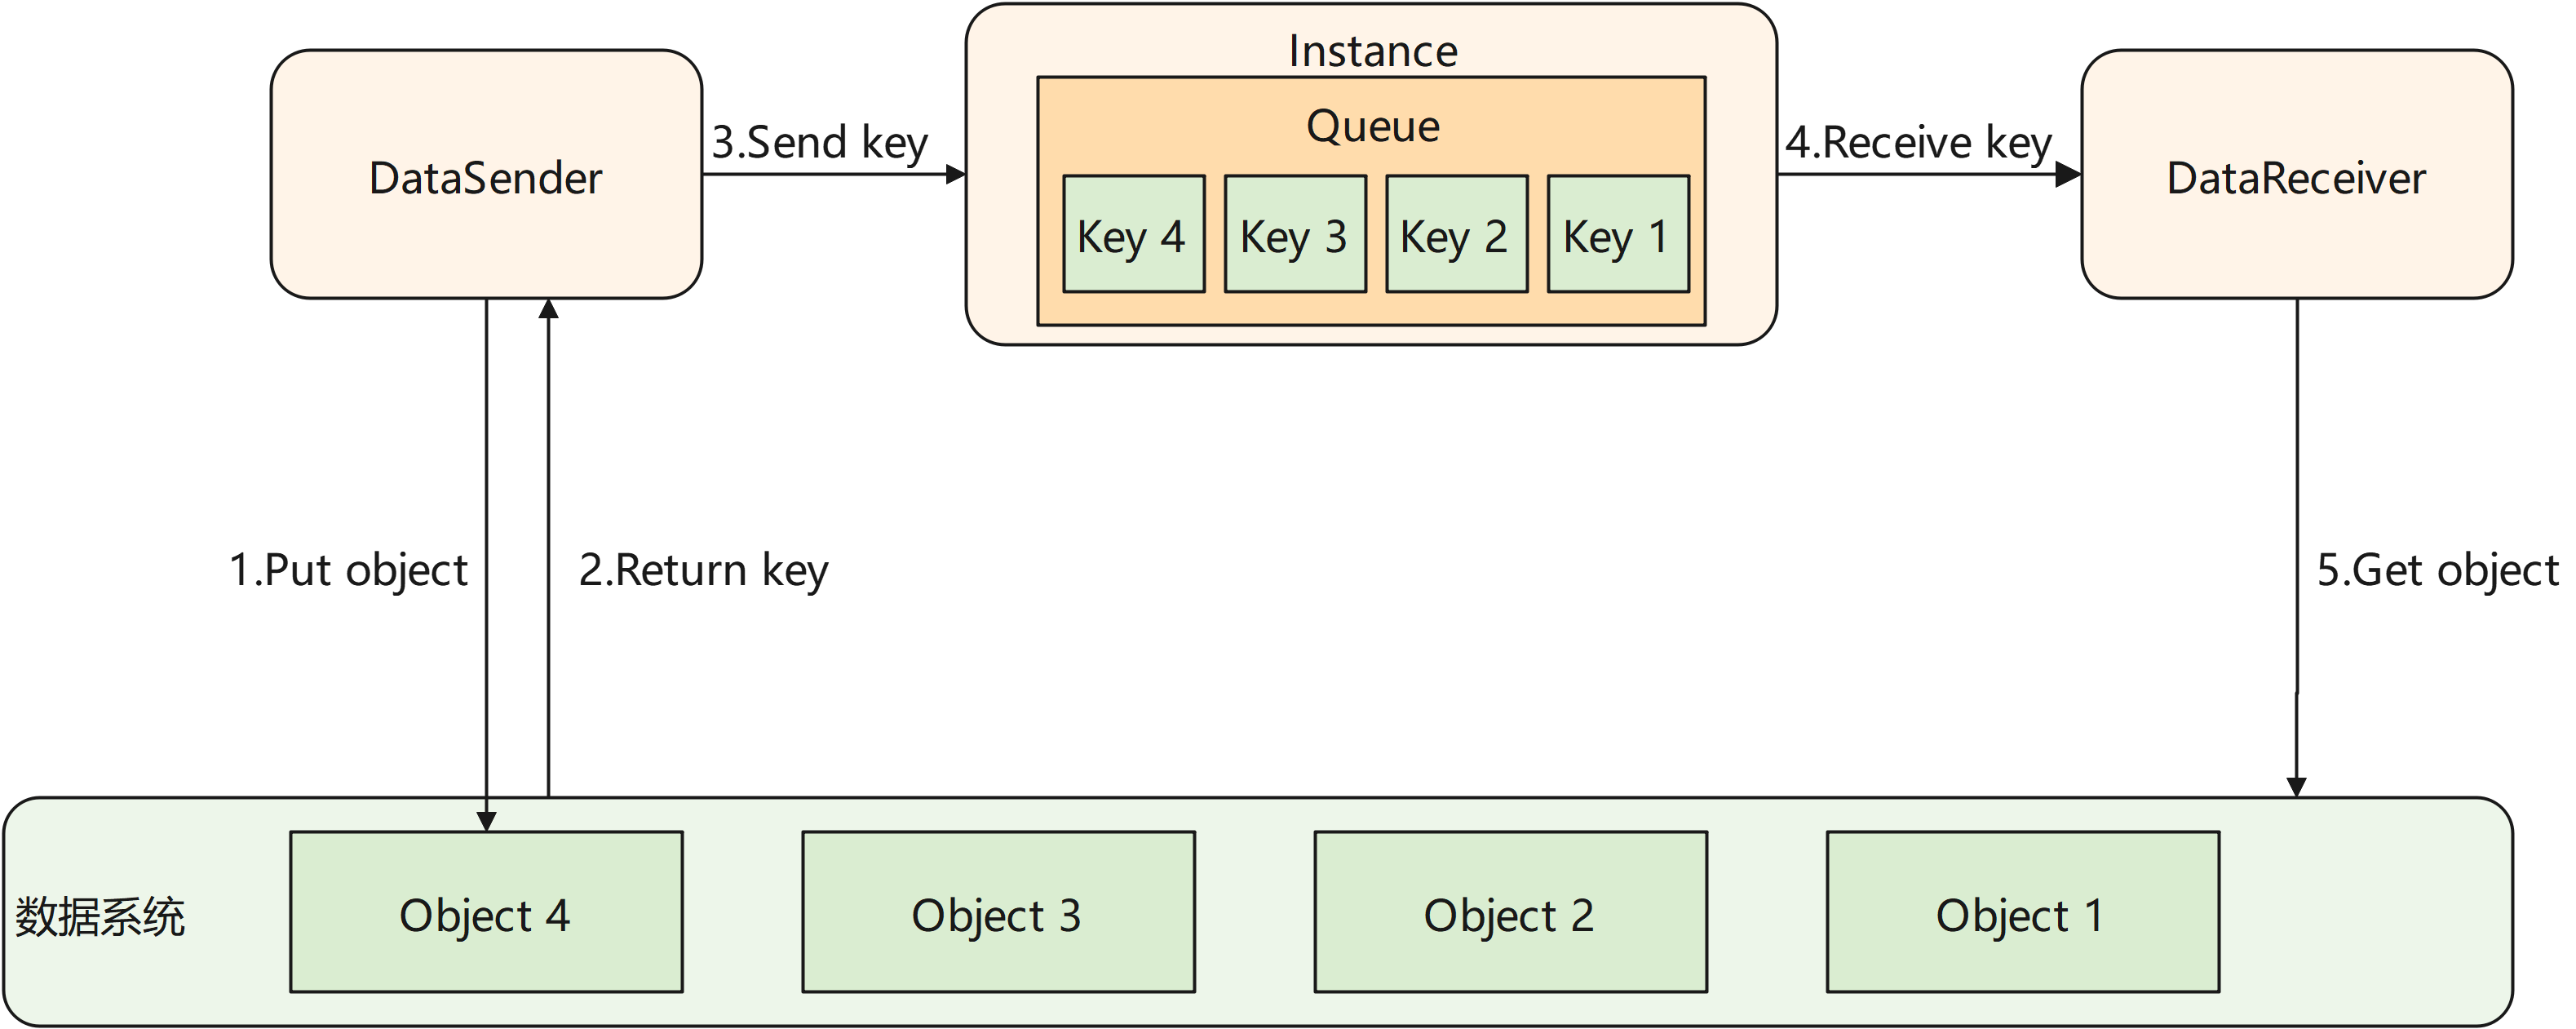 Instance
Queue
DataSender
3.Send key
Key 4
Key 3
Key 2
Key 1
4.Receive key
DataReceiver
1.Put object
2.Return key
5.Get object
数据系统
Object 4
Object 3
Object 2
Object 1